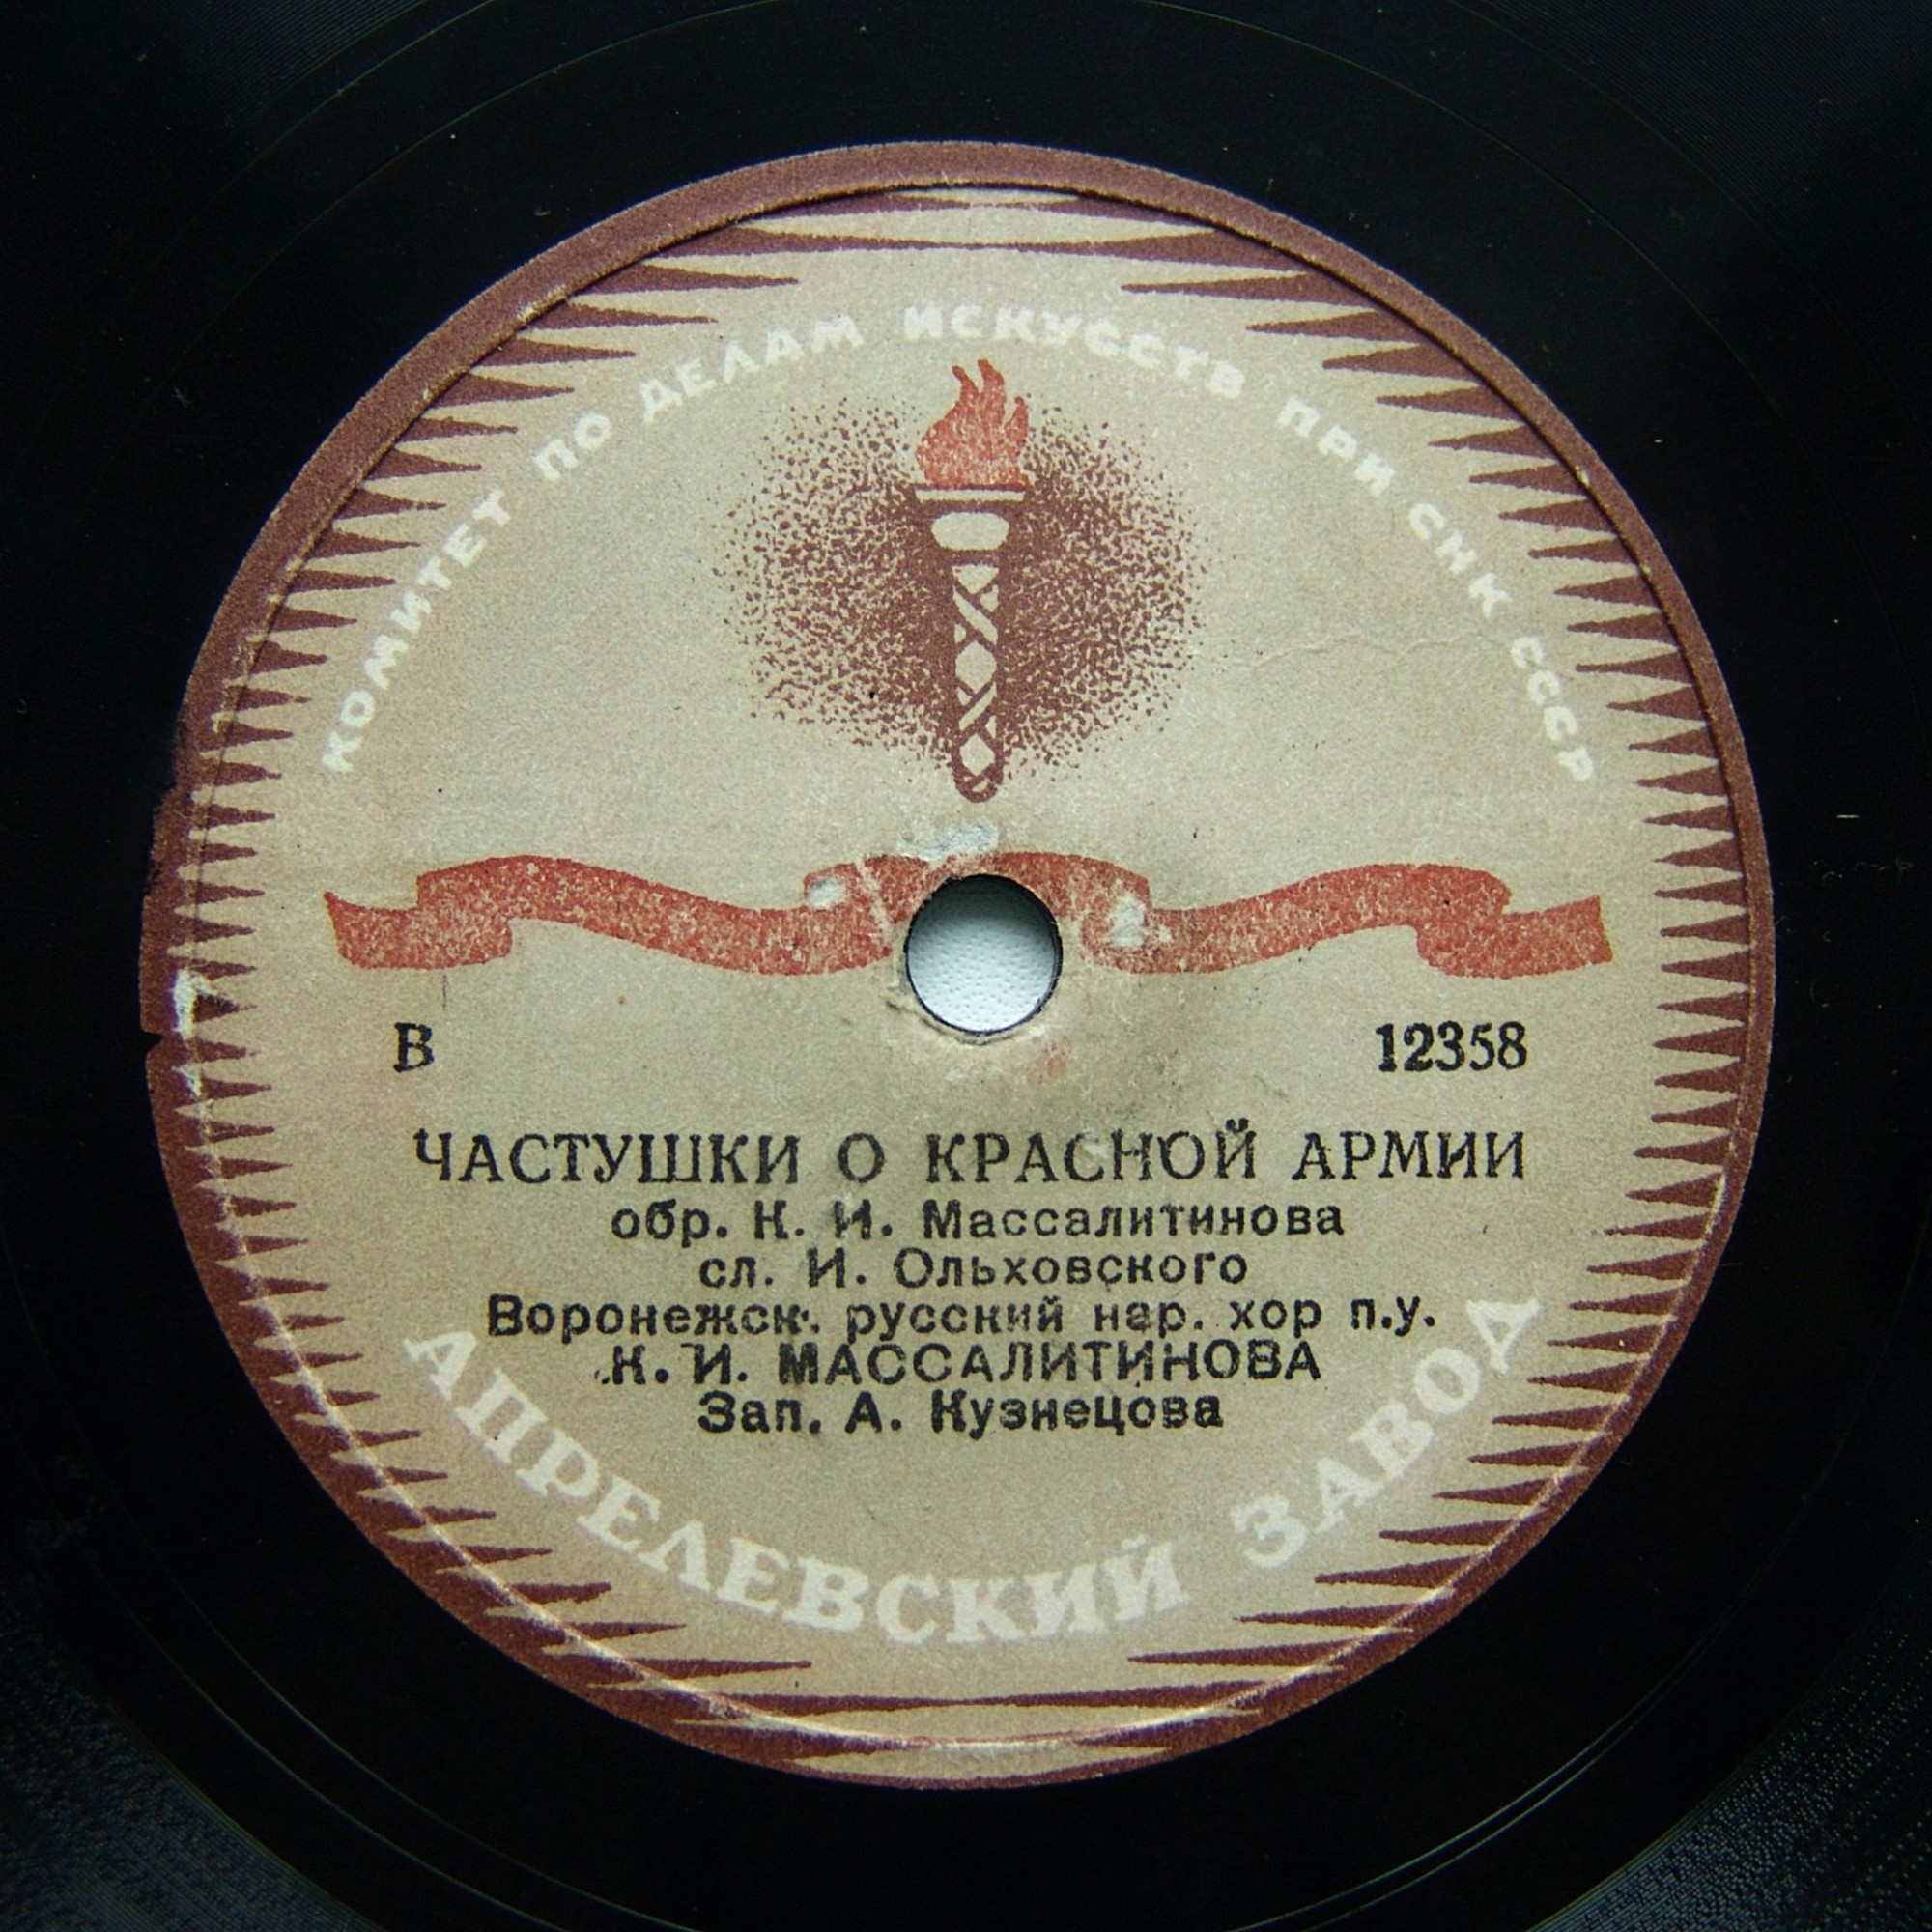 КОМИТЕТ ПО ДЕЛАМ ИСКУССТВ ПРИ СНК СССР
В 12358
ЧАСТУШКИ О КРАСНОЙ АРМИИ
обр. К. И. Массалитинова
сл. И. Ольховского
Воронежск. русский нар. хор п.у.
К. И. МАССАЛИТИНОВА
Зап. А. Кузнецова
АПРЕЛЕВСКИЙ ЗАВОД